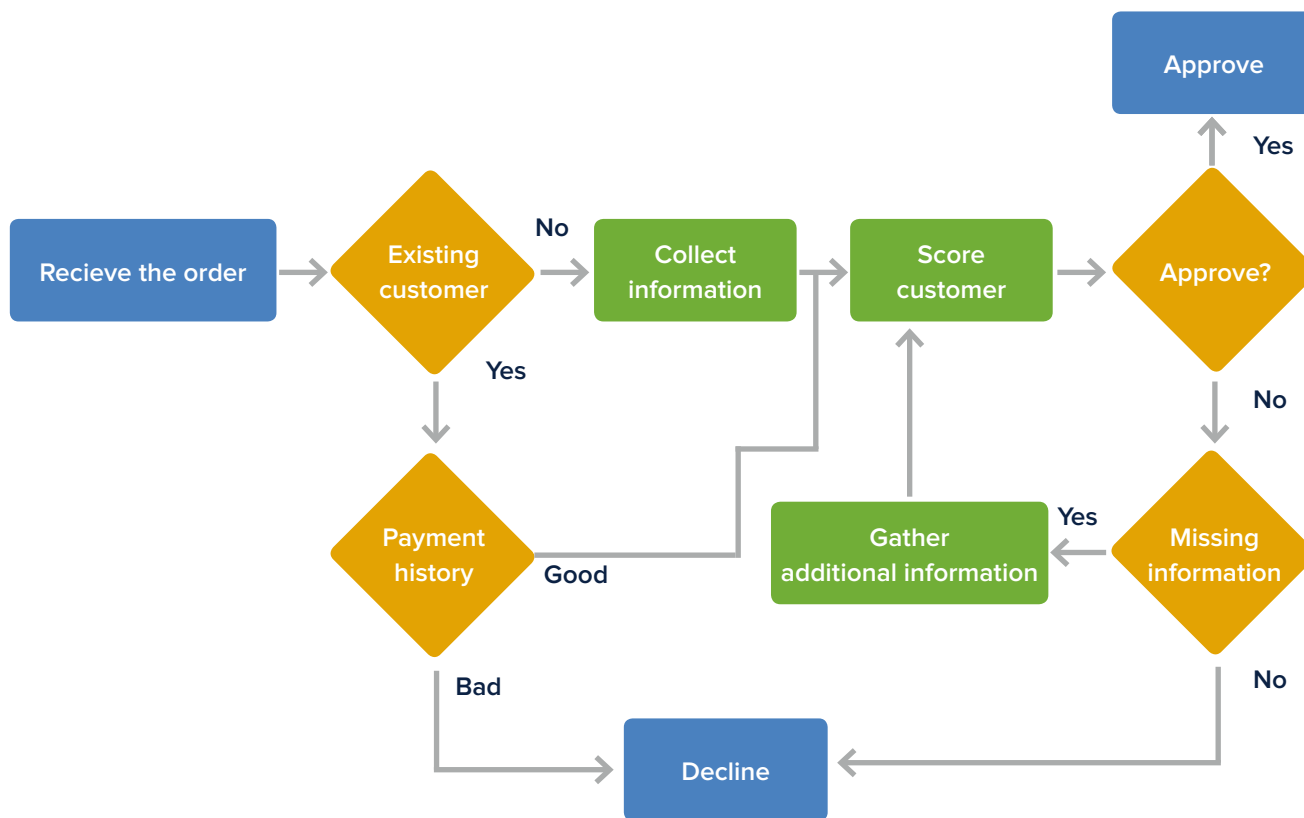 Approve
Yes
Recieve the order
Existing
customer
No
Collect
information
Score
customer
Approve?
Yes
No
Payment
history
Good
Gather
additional information
Yes
Missing
information
Bad
No
Decline